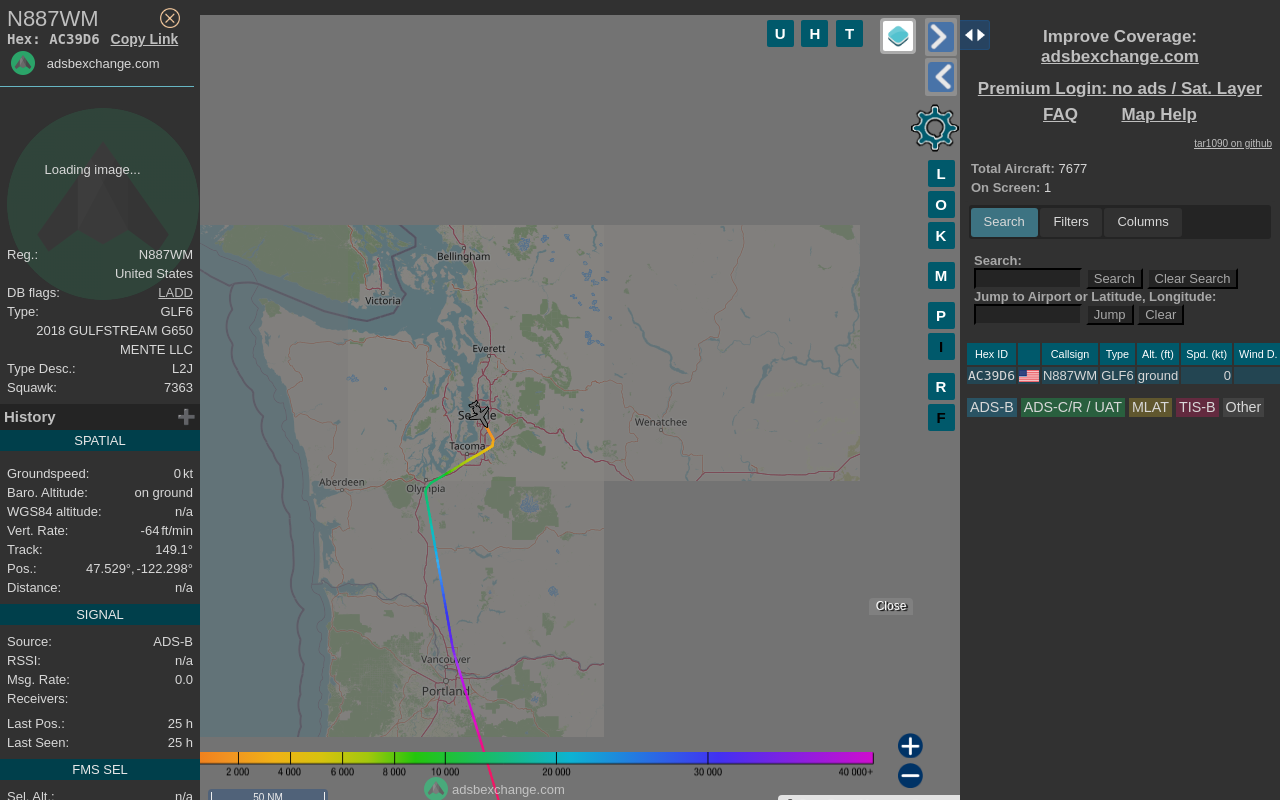 N887WM
Hex: AC39D6 Copy Link
adsbexchange.com
Loading image...
Reg.: N887WM
United States
DB flags: LADD
Type: GLF6
2018 GULFSTREAM G650
MENTE LLC
Type Desc.: L2J
Squawk: 7363
History
SPATIAL
Groundspeed: 0 kt
Baro. Altitude: on ground
WGS84 altitude: n/a
Vert. Rate: -64 ft/min
Track: 149.1°
Pos.: 47.529°, -122.298°
Distance: n/a
SIGNAL
Source: ADS-B
RSSI: n/a
Msg. Rate: 0.0
Receivers:
Last Pos.: 25 h
Last Seen: 25 h
FMS SEL
Sel. Alt.: n/a
U H T
L
O
K
M
P
I
R
F
Bellingham
Victoria
Everett
Wenatchee
Tacoma
Aberdeen
Olympia
Vancouver
Portland
Close
2 000 4 000 6 000 8 000 10 000 20 000 30 000 40 000+
adsbexchange.com
50 NM
Improve Coverage:
adsbexchange.com
Premium Login: no ads / Sat. Layer
FAQ Map Help
tar1090 on github
Total Aircraft: 7677
On Screen: 1
Search Filters Columns
Search:
Search Clear Search
Jump to Airport or Latitude, Longitude:
Jump Clear
Hex ID Callsign Type Alt. (ft) Spd. (kt) Wind D.
AC39D6 N887WM GLF6 ground 0
ADS-B ADS-C/R / UAT MLAT TIS-B Other